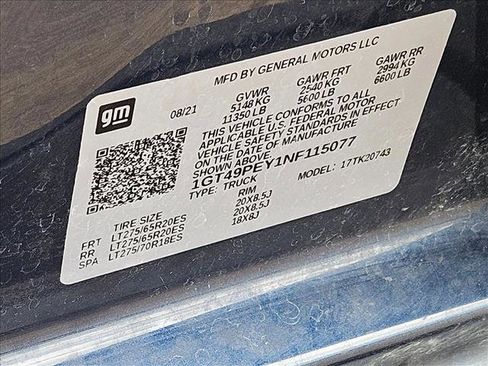 gm
MFD BY GENERAL MOTORS LLC
08/21
GVWR GAWR FRT GAWR RR
5148 KG 2540 KG 2994 KG
11350 LB 5600 LB 6600 LB
THIS VEHICLE CONFORMS TO ALL
APPLICABLE U.S. FEDERAL MOTOR
VEHICLE SAFETY STANDARDS IN EFFECT
ON THE DATE OF MANUFACTURE
SHOWN ABOVE
1GT49PEY1NF115077
TYPE: TRUCK MODEL: 17TK20743
TIRE SIZE RIM
FRT LT275/65R20ES 20X8.5J
RR LT275/65R20ES 20X8.5J
SPA LT275/70R18ES 18X8J